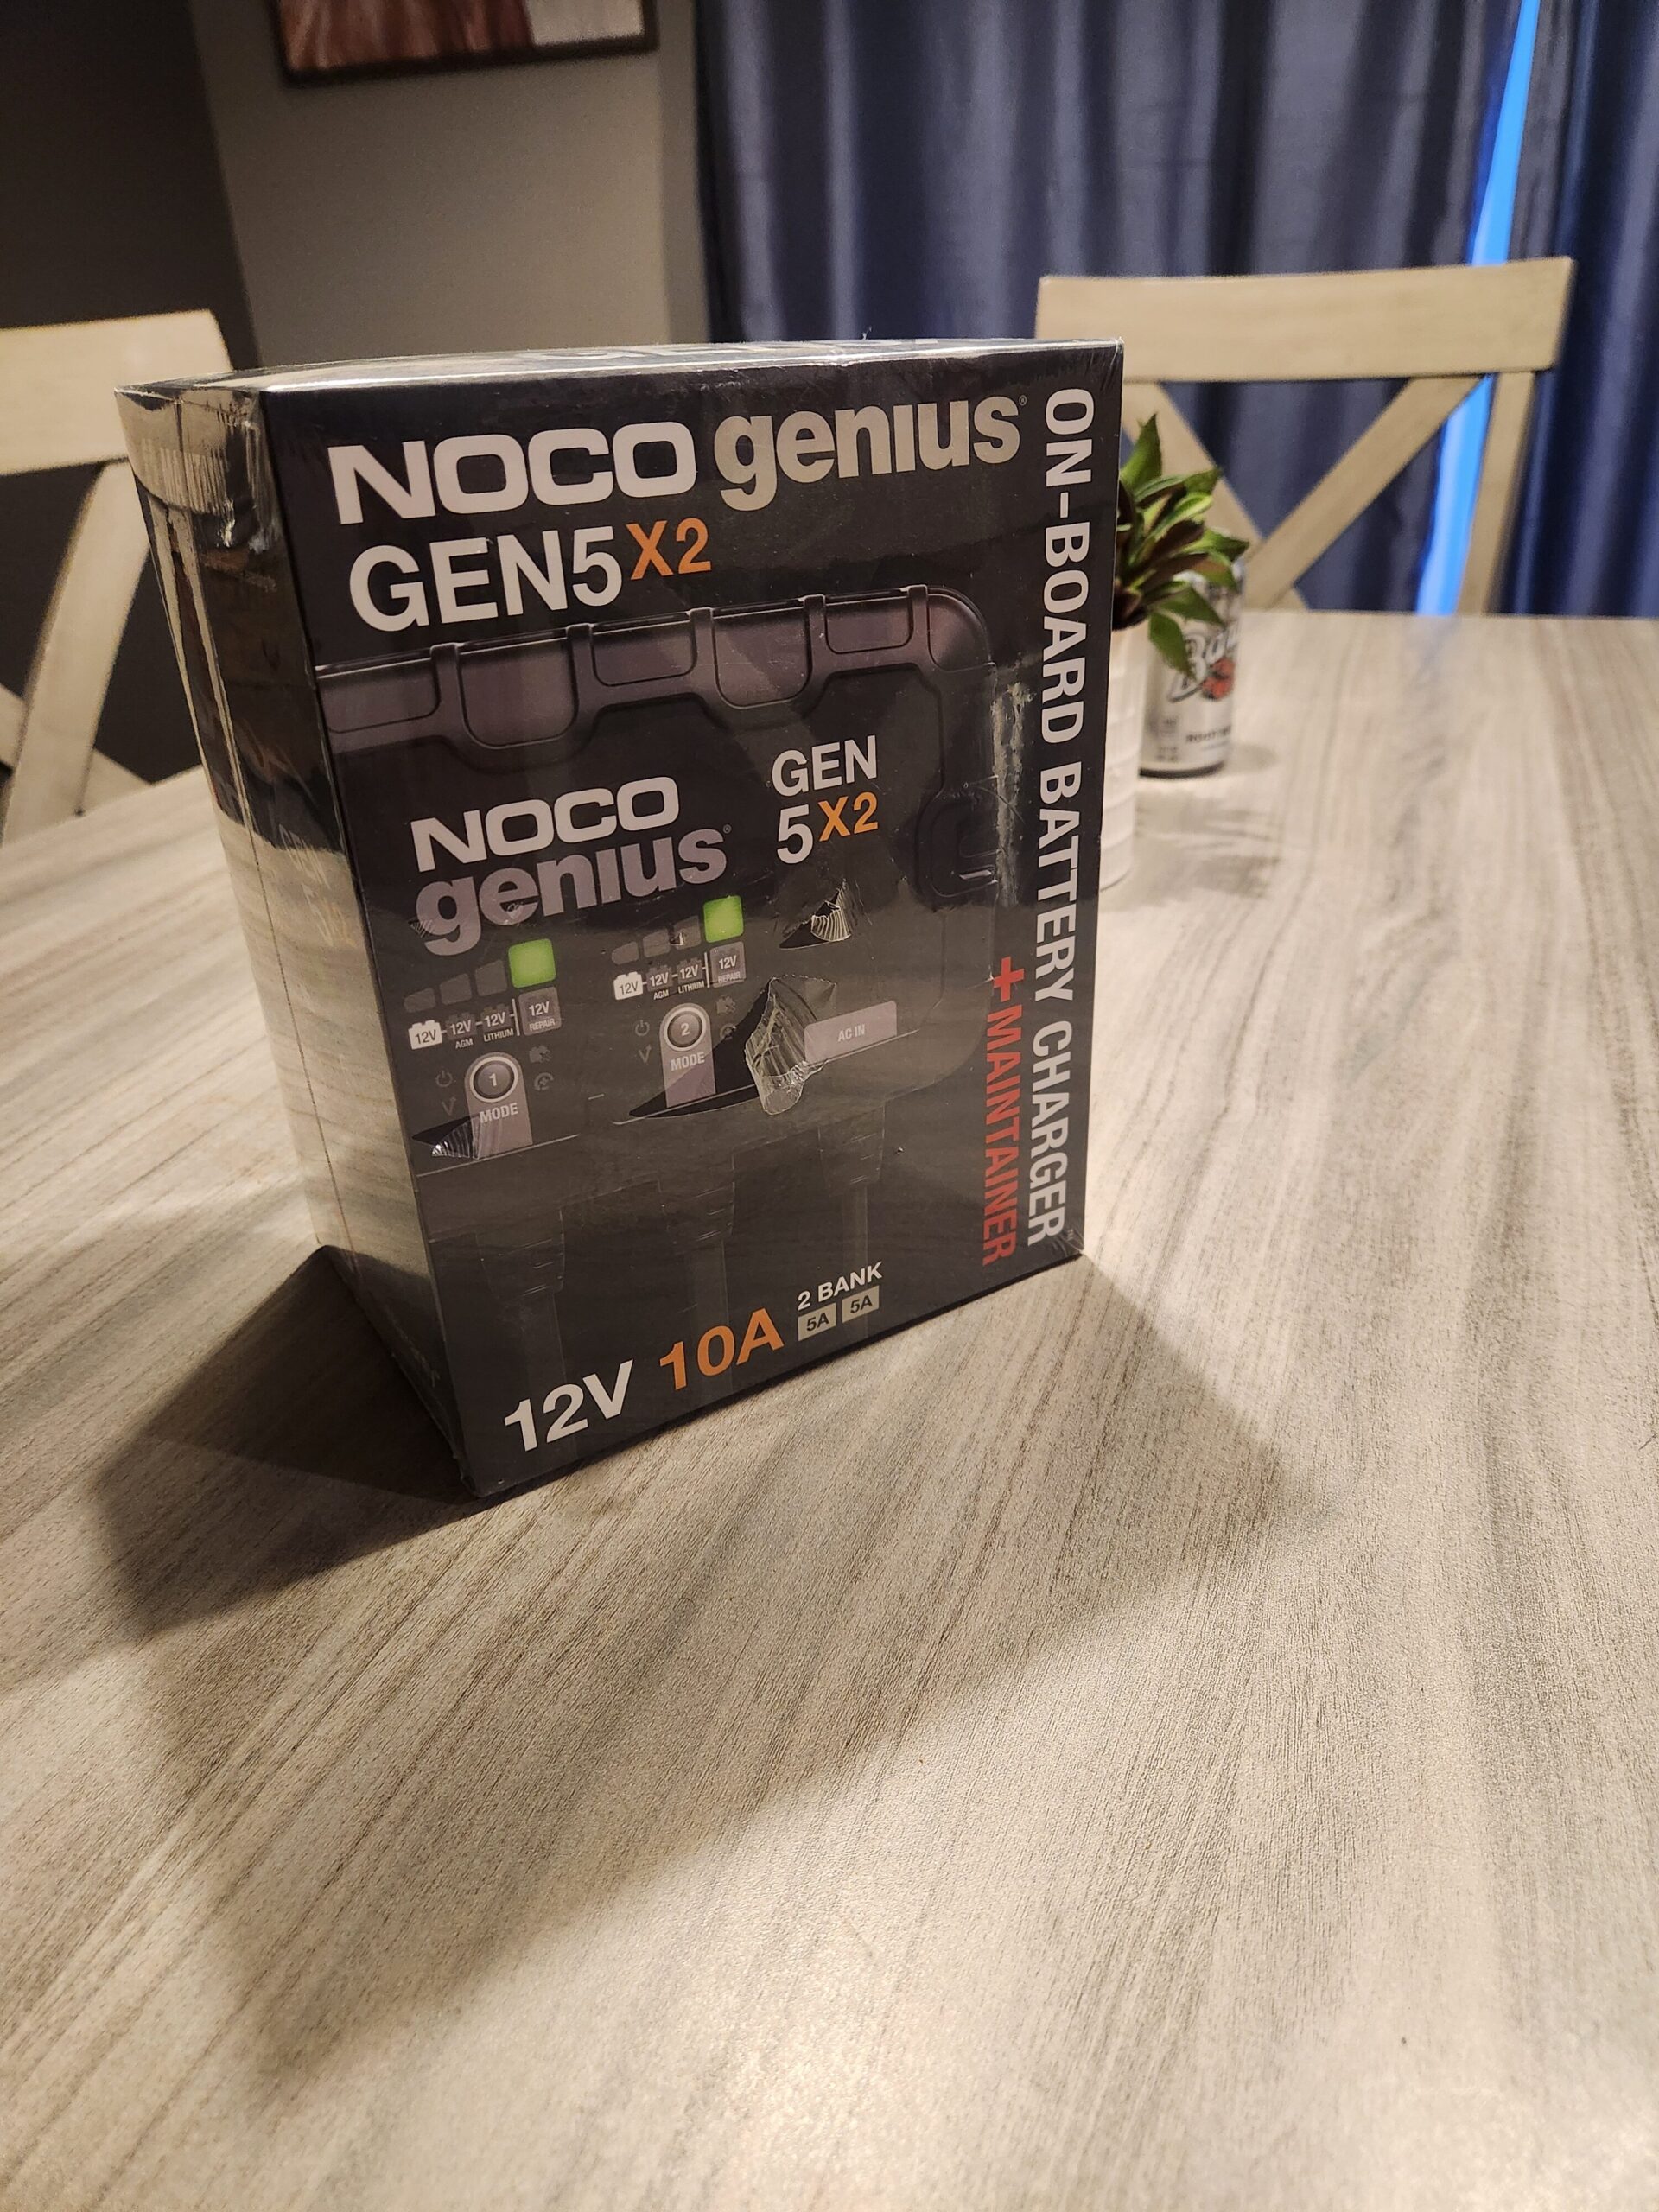 NOCO genius®
GEN5X2
ON-BOARD BATTERY CHARGER
+MAINTAINER
NOCO
genius®
GEN
5X2
12V 12V 12V 12V
AGM LITHIUM REPAIR
1
MODE
12V 12V 12V 12V
AGM LITHIUM REPAIR
2
MODE
AC IN
12V 10A
2 BANK
5A 5A